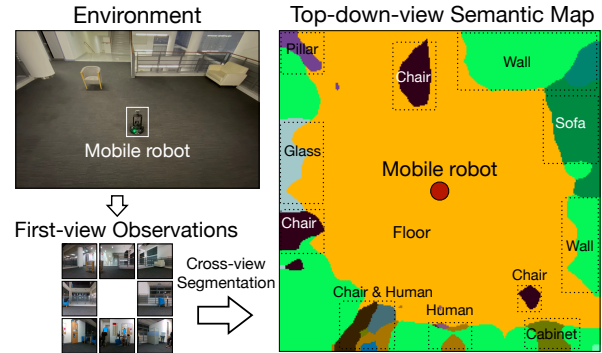 Environment
Mobile robot
First-view Observations
Cross-view
Segmentation
Top-down-view Semantic Map
Pillar
Chair
Wall
Sofa
Glass
Mobile robot
Chair
Floor
Wall
Chair
Chair & Human
Human
Cabinet